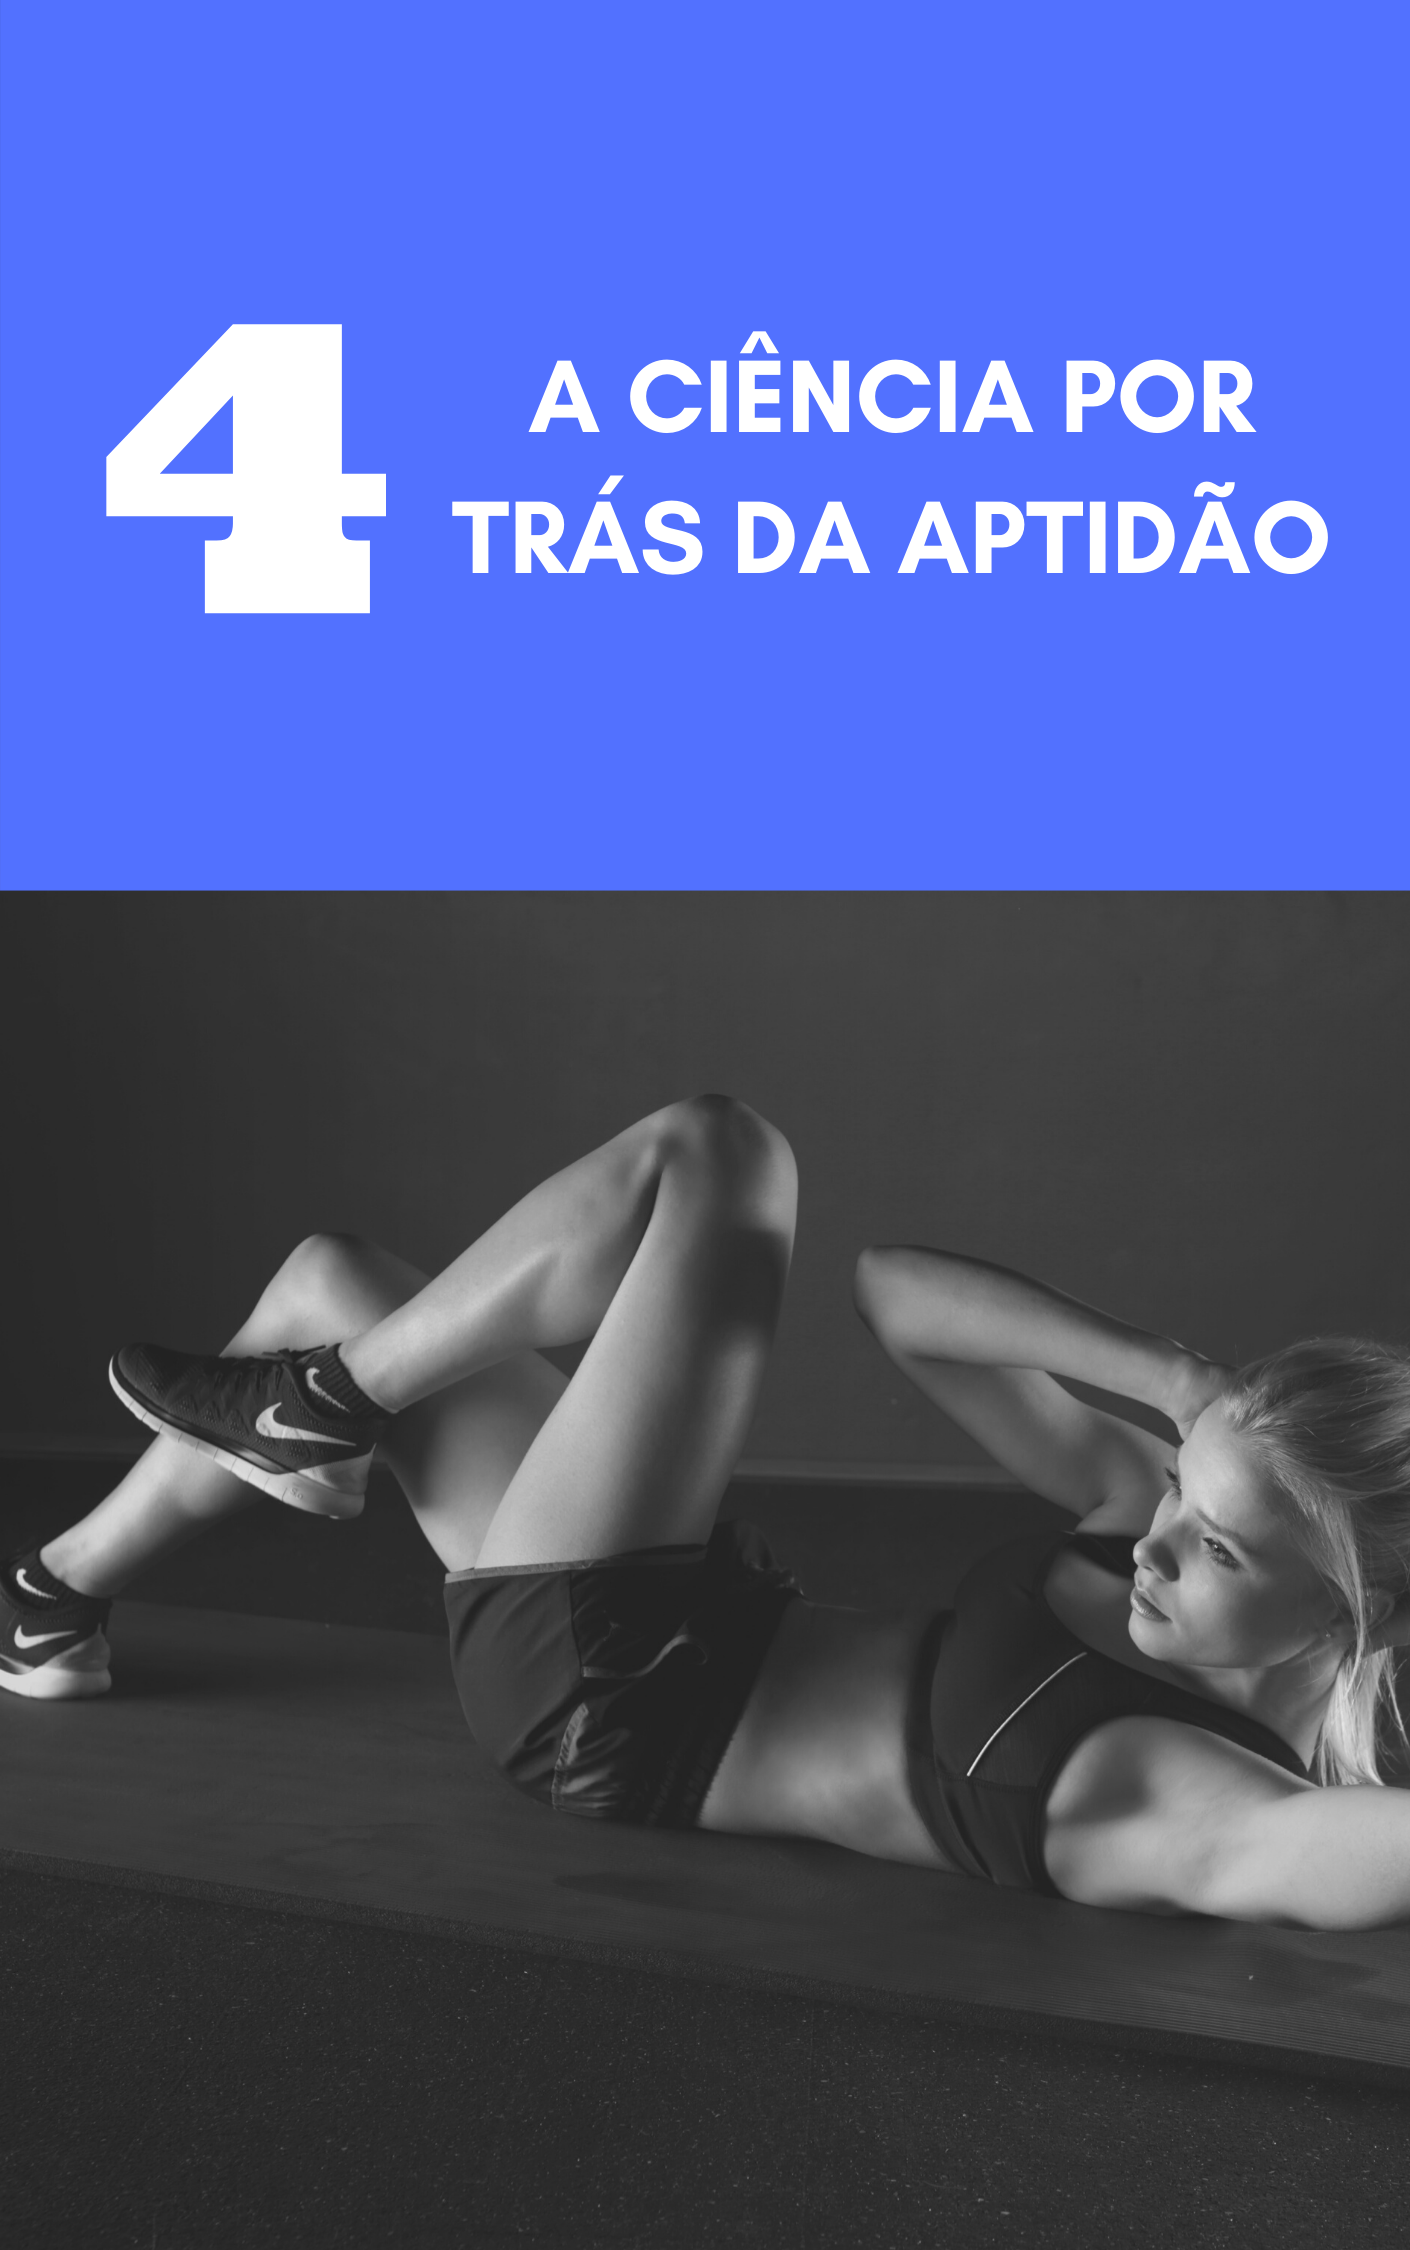 4
A CIÊNCIA POR
TRÁS DA APTIDÃO